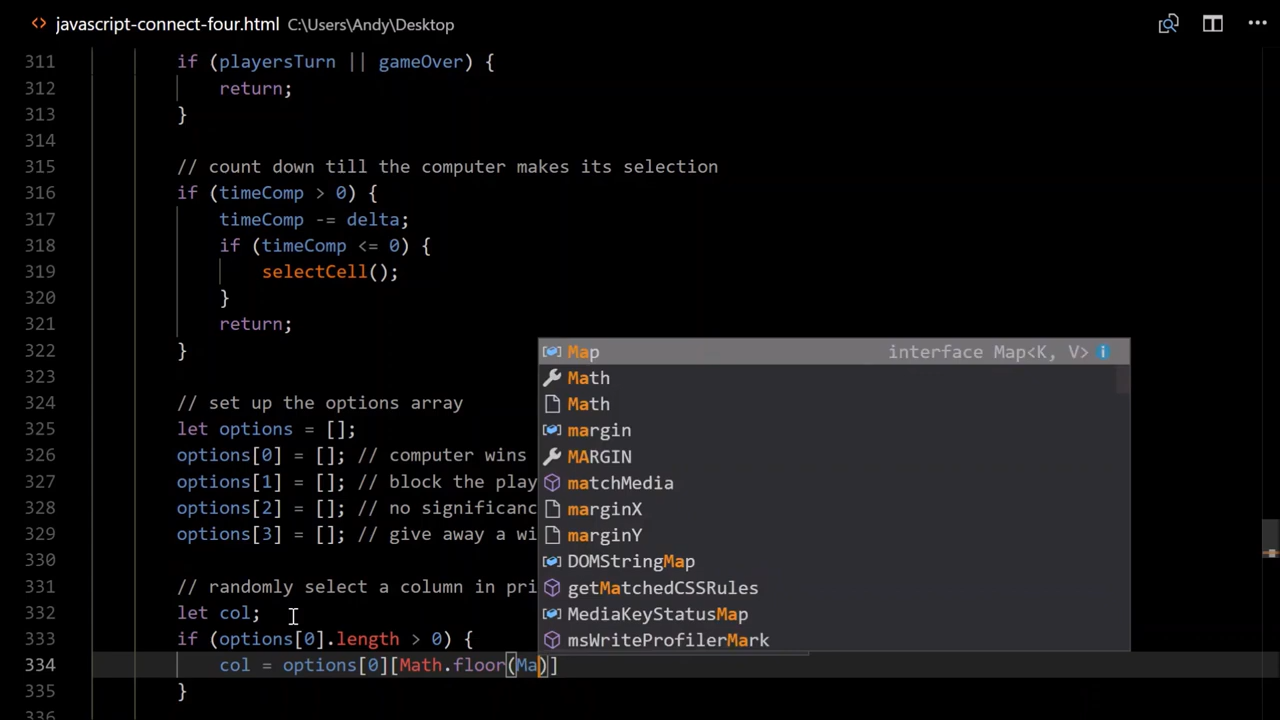 <> javascript-connect-four.html C:\Users\Andy\Desktop
311 if (playersTurn || gameOver) {
312 return;
313 }
314
315 // count down till the computer makes its selection
316 if (timeComp > 0) {
317 timeComp -= delta;
318 if (timeComp <= 0) {
319 selectCell();
320 }
321 return;
322 }
323
324 // set up the options array
325 let options = [];
326 options[0] = []; // computer wins
327 options[1] = []; // block the play
328 options[2] = []; // no significanc
329 options[3] = []; // give away a wi
330
331 // randomly select a column in pri
332 let col;
333 if (options[0].length > 0) {
334 col = options[0][Math.floor(Ma)]
335 }
336
Map interface Map<K, V>
Math
Math
margin
MARGIN
matchMedia
marginX
marginY
DOMStringMap
getMatchedCSSRules
MediaKeyStatusMap
msWriteProfilerMark